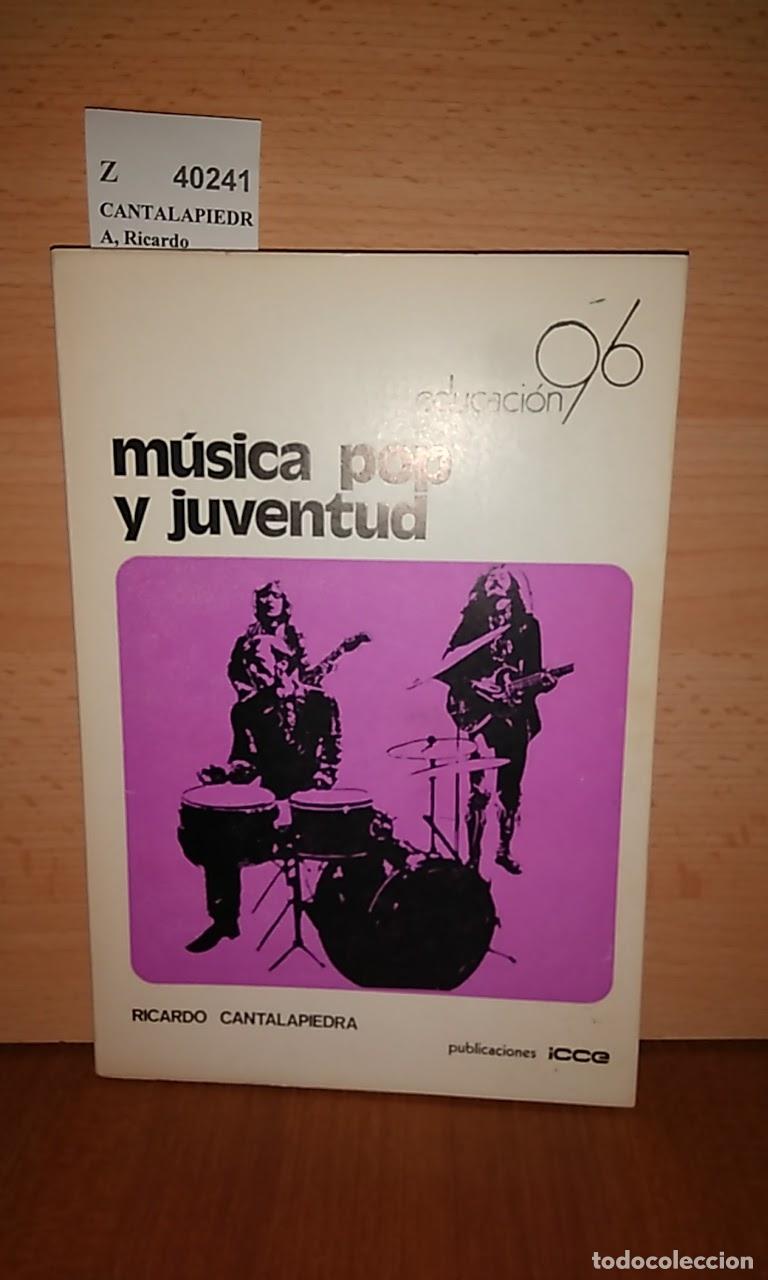 Z 40241
CANTALAPIEDR
A, Ricardo
96
educación
música pop
y juventud
RICARDO CANTALAPIEDRA
publicaciones icce
todocoleccion